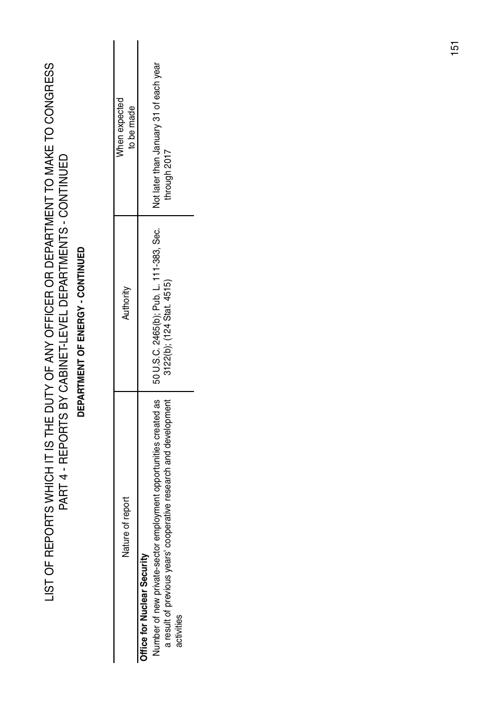 LIST OF REPORTS WHICH IT IS THE DUTY OF ANY OFFICER OR DEPARTMENT TO MAKE TO CONGRESS
PART 4 - REPORTS BY CABINET-LEVEL DEPARTMENTS - CONTINUED
DEPARTMENT OF ENERGY - CONTINUED
Nature of report
Authority
When expected
to be made
Office for Nuclear Security
Number of new private-sector employment opportunities created as
a result of previous years' cooperative research and development
activities
50 U.S.C. 2465(b); Pub. L. 111-383, Sec.
3122(b); (124 Stat. 4515)
Not later than January 31 of each year
through 2017
151